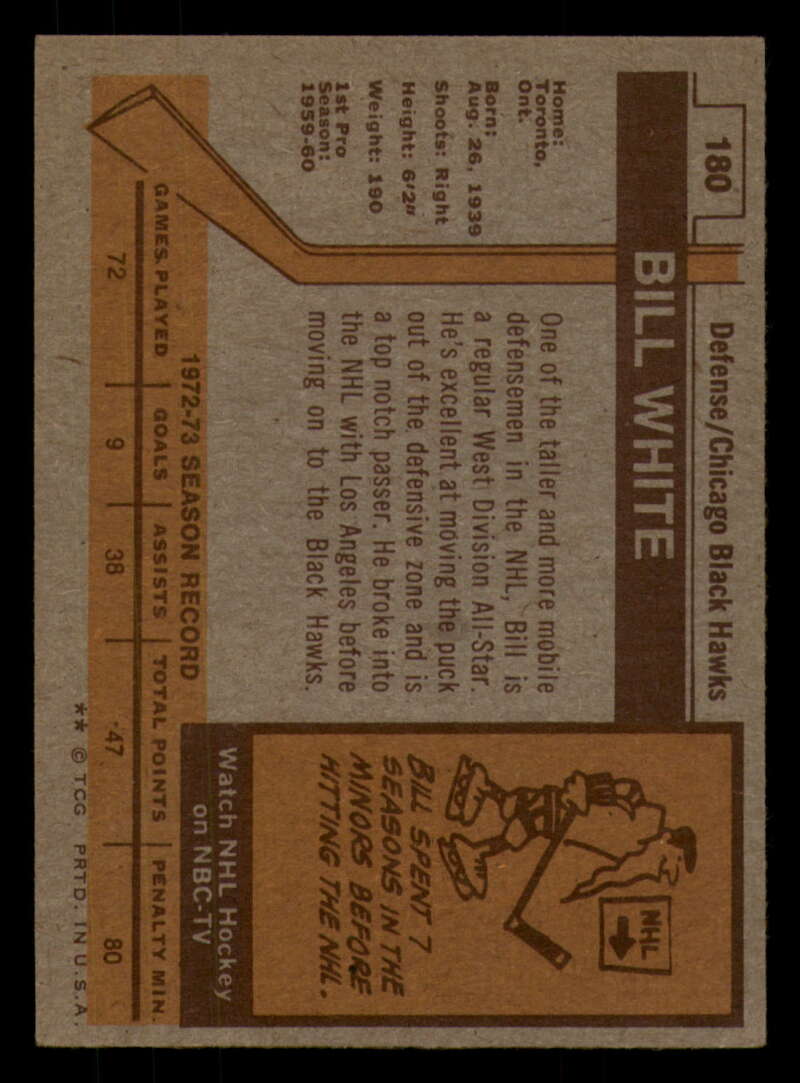 180
Defense/Chicago Black Hawks
BILL WHITE
Home:
Toronto,
Ont.
Born:
Aug. 26, 1939
Shoots: Right
Height: 6'2"
Weight: 190
1st Pro
Season:
1959-60
One of the taller and more mobile
defensemen in the NHL, Bill is
a regular West Division All-Star.
He's excellent at moving the puck
out of the defensive zone and is
a top notch passer. He broke into
the NHL with Los Angeles before
moving on to the Black Hawks.
NHL
BILL SPENT 7
SEASONS IN THE
MINORS BEFORE
HITTING THE NHL.
Watch NHL Hockey
on NBC-TV
1972-73 SEASON RECORD
GAMES PLAYED GOALS ASSISTS TOTAL POINTS PENALTY MIN.
72 9 38 47 80
** © TCG PRTD. IN U.S.A.